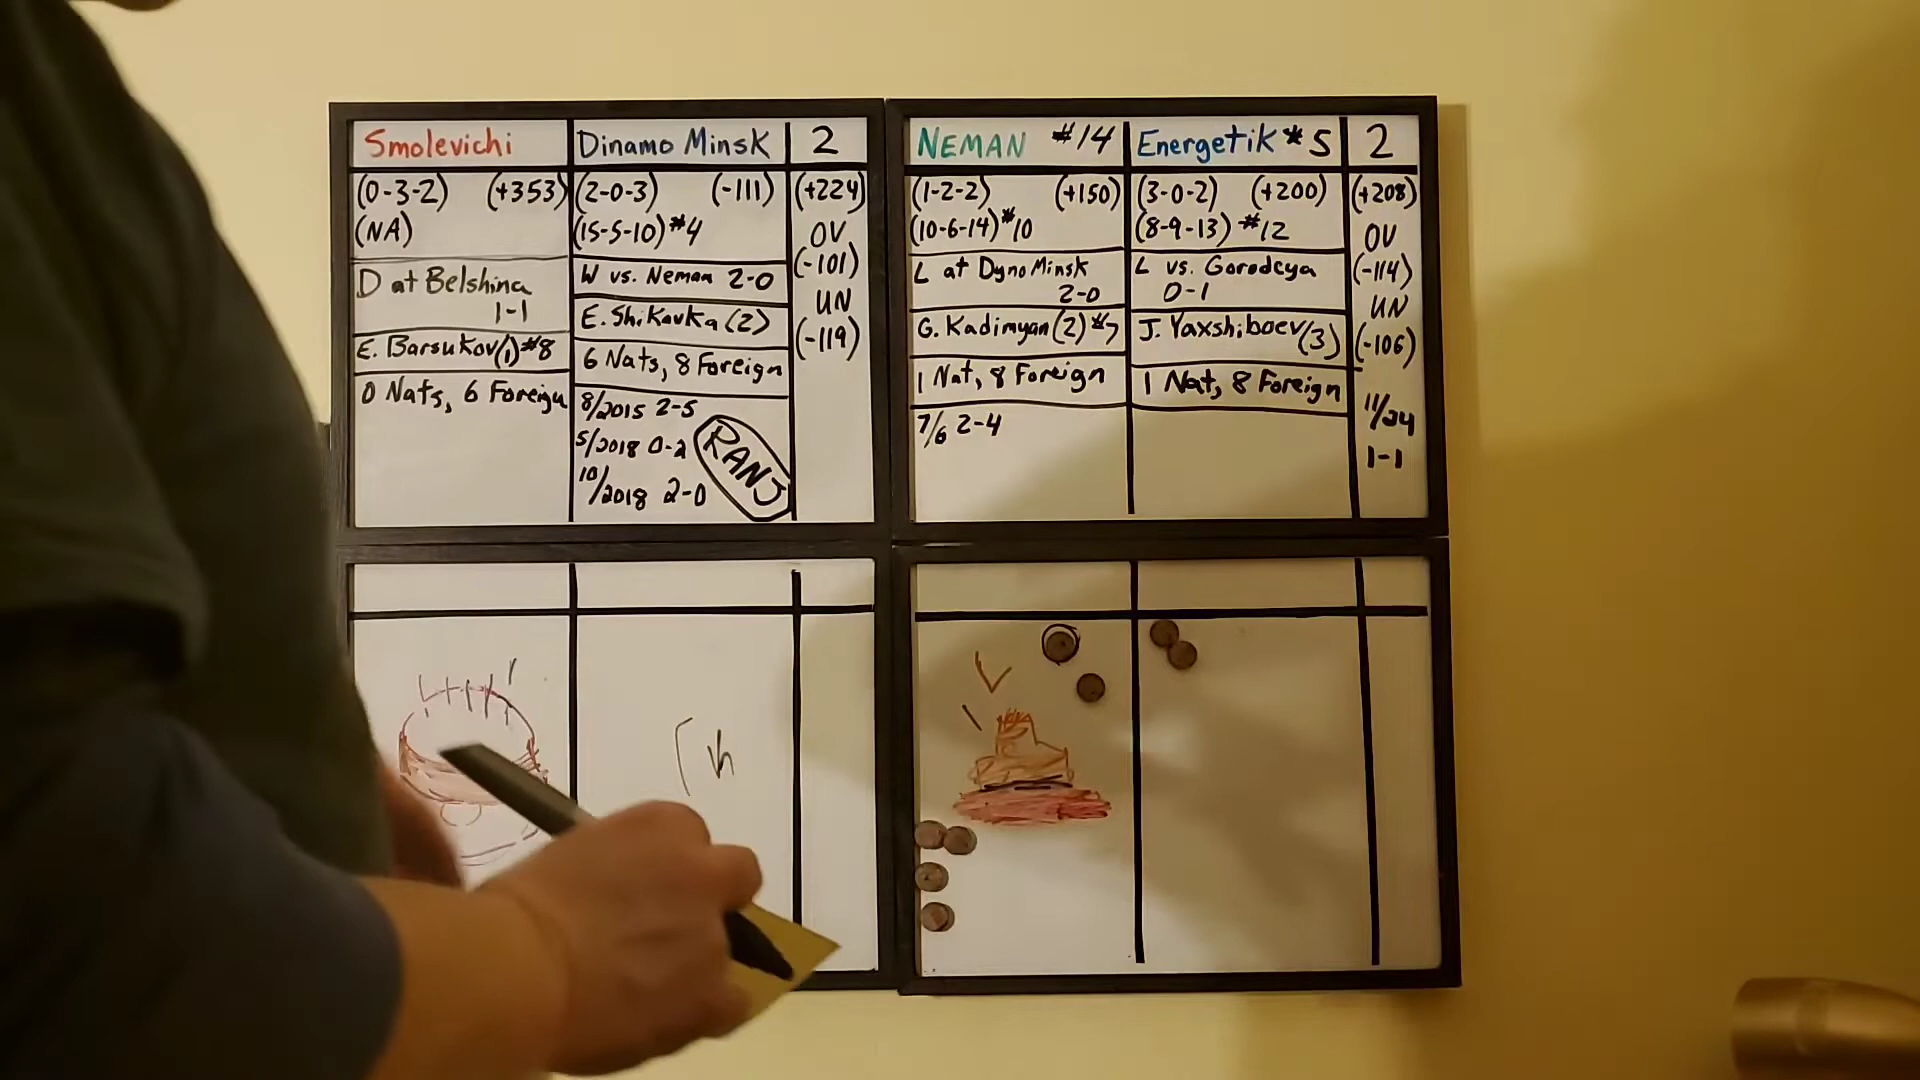 Smolevichi
(0-3-2) (+353)
(NA)
D at Belshina
1-1
E. Barsukov(1)#8
0 Nats, 6 Foreign
Dinamo Minsk
(2-0-3) (-111)
(15-5-10)#4
W vs. Neman 2-0
E. Shikavka (2)
6 Nats, 8 Foreign
8/2015 2-5
5/2018 0-2
10/2018 2-0
RANJ
2
(+224)
OV
(-101)
UN
(-119)
NEMAN #14
(1-2-2) (+150)
(10-6-14)#10
L at Dyno Minsk
2-0
G. Kadimyan (2)#7
1 Nat, 8 Foreign
7/6 2-4
Energetik #5
(3-0-2) (+200)
(8-9-13) #12
L vs. Gorodeya
0-1
J. Yaxshiboev(3)
1 Nat, 8 Foreign
2
(+208)
OV
(-114)
UN
(-106)
11/24
1-1